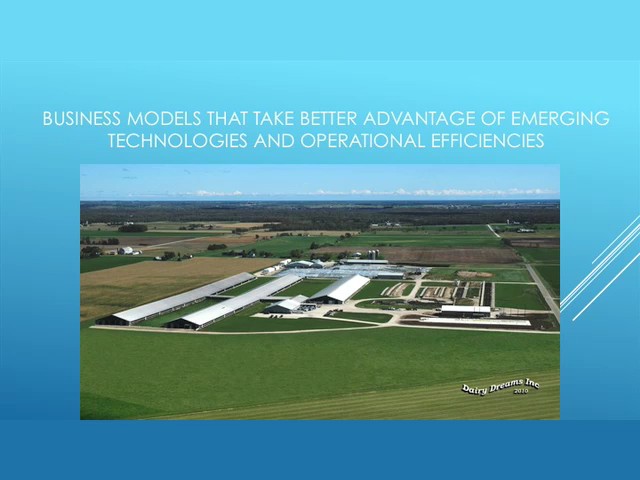 BUSINESS MODELS THAT TAKE BETTER ADVANTAGE OF EMERGING
TECHNOLOGIES AND OPERATIONAL EFFICIENCIES
Dairy Dreams Inc
2010